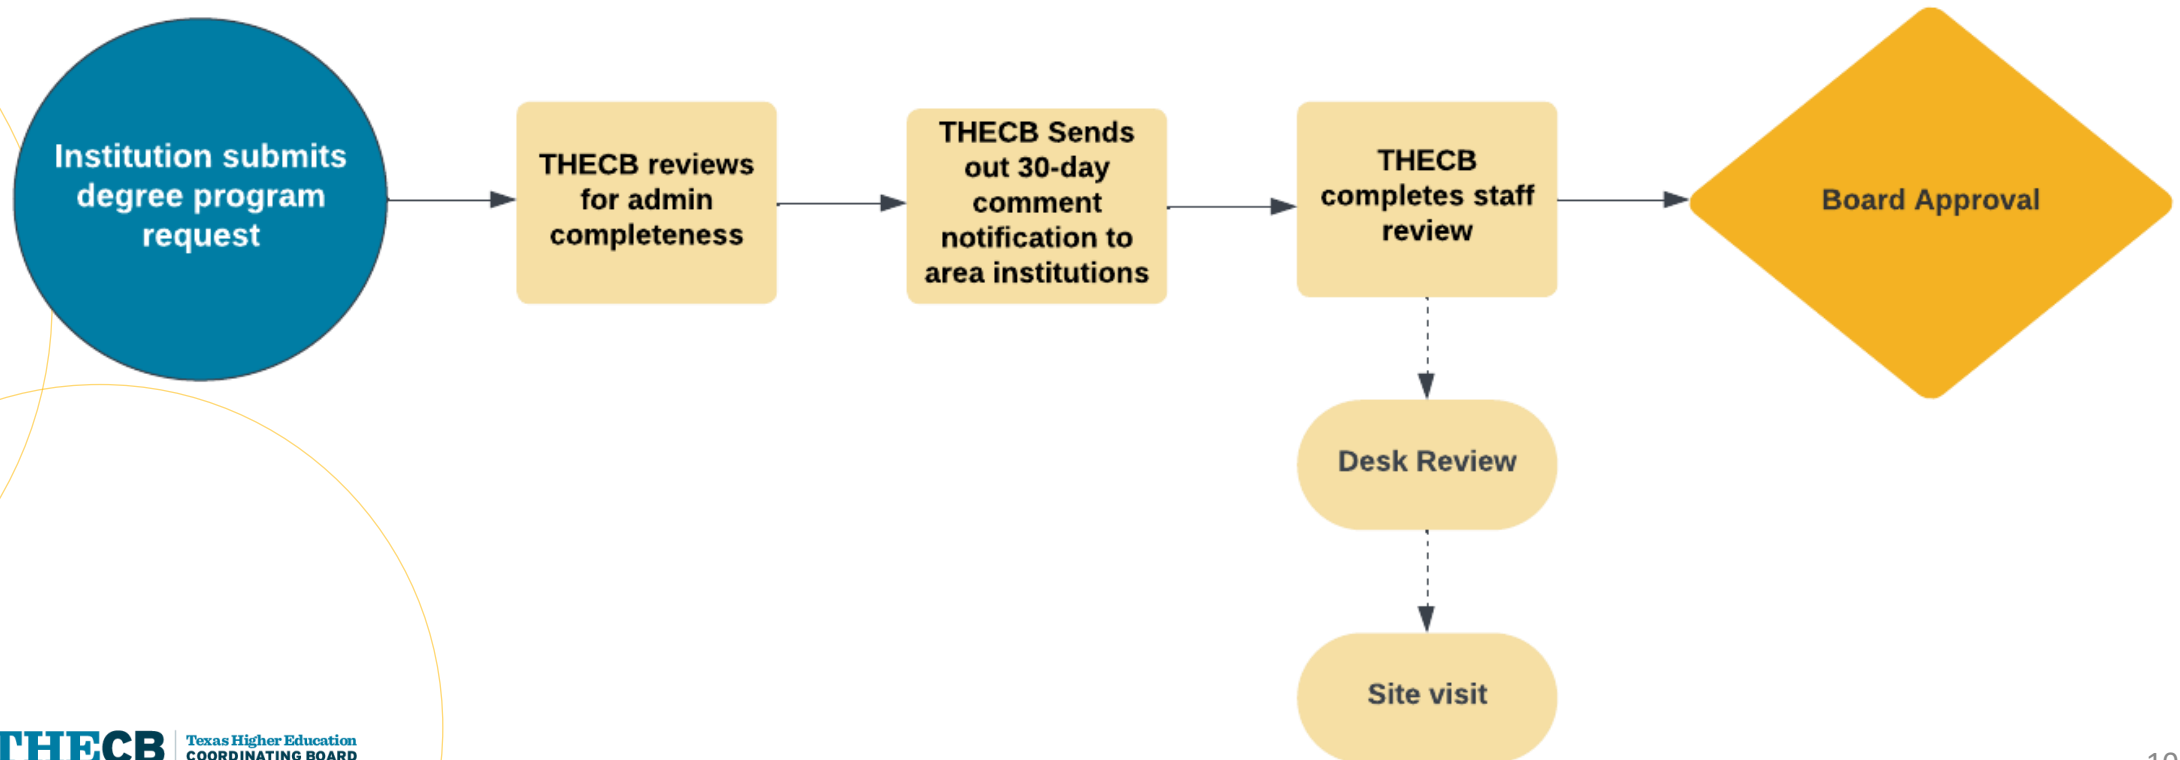 Institution submits
degree program
request
THECB reviews
for admin
completeness
THECB Sends
out 30-day
comment
notification to
area institutions
THECB
completes staff
review
Board Approval
Desk Review
Site visit
THECB
Texas Higher Education
COORDINATING BOARD